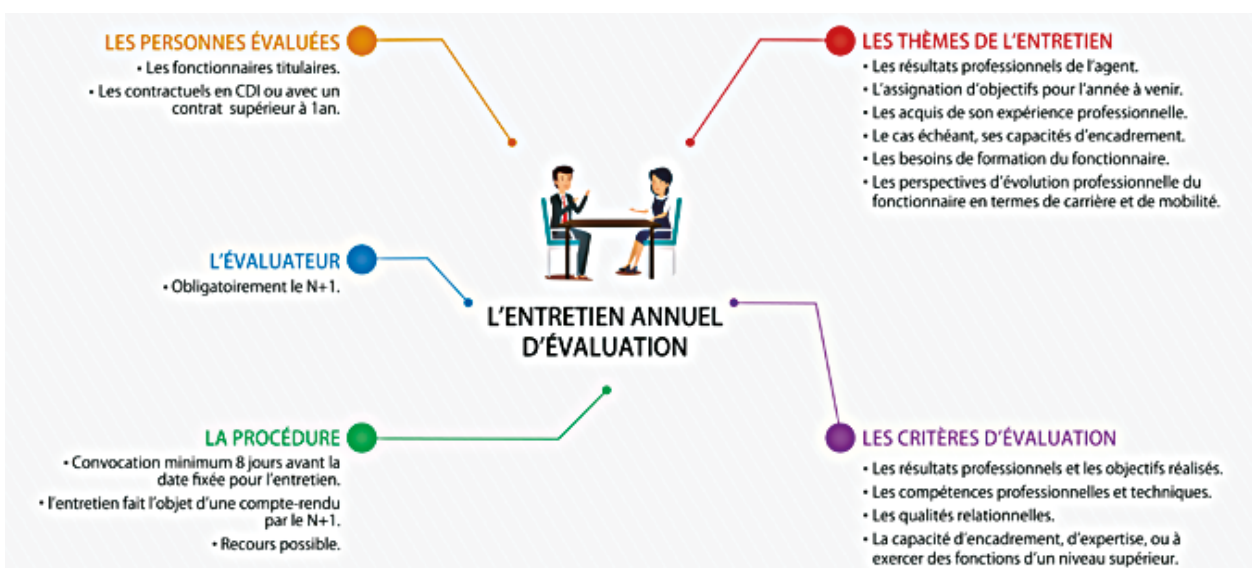 LES PERSONNES ÉVALUÉES
• Les fonctionnaires titulaires.
• Les contractuels en CDI ou avec un
contrat supérieur à 1an.
LES THÈMES DE L'ENTRETIEN
• Les résultats professionnels de l'agent.
• L'assignation d'objectifs pour l'année à venir.
• Les acquis de son expérience professionnelle.
• Le cas échéant, ses capacités d'encadrement.
• Les besoins de formation du fonctionnaire.
• Les perspectives d'évolution professionnelle du
fonctionnaire en termes de carrière et de mobilité.
L'ÉVALUATEUR
• Obligatoirement le N+1.
L'ENTRETIEN ANNUEL
D'ÉVALUATION
LA PROCÉDURE
• Convocation minimum 8 jours avant la
date fixée pour l'entretien.
• l'entretien fait l'objet d'une compte-rendu
par le N+1.
• Recours possible.
LES CRITÈRES D'ÉVALUATION
• Les résultats professionnels et les objectifs réalisés.
• Les compétences professionnelles et techniques.
• Les qualités relationnelles.
• La capacité d'encadrement, d'expertise, ou à
exercer des fonctions d'un niveau supérieur.